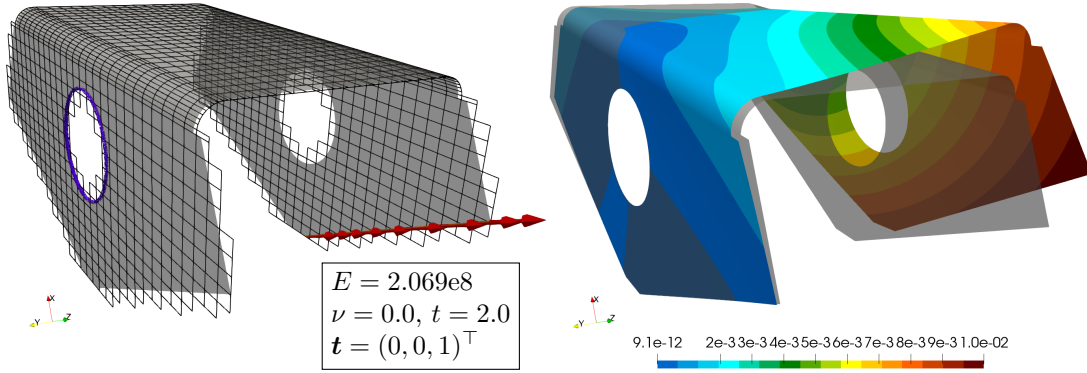 E = 2.069e8
ν = 0.0, t = 2.0
t = (0, 0, 1)⊤
X
Y
Z
X
Y
Z
9.1e-12 2e-33e-34e-35e-36e-37e-38e-39e-31.0e-02